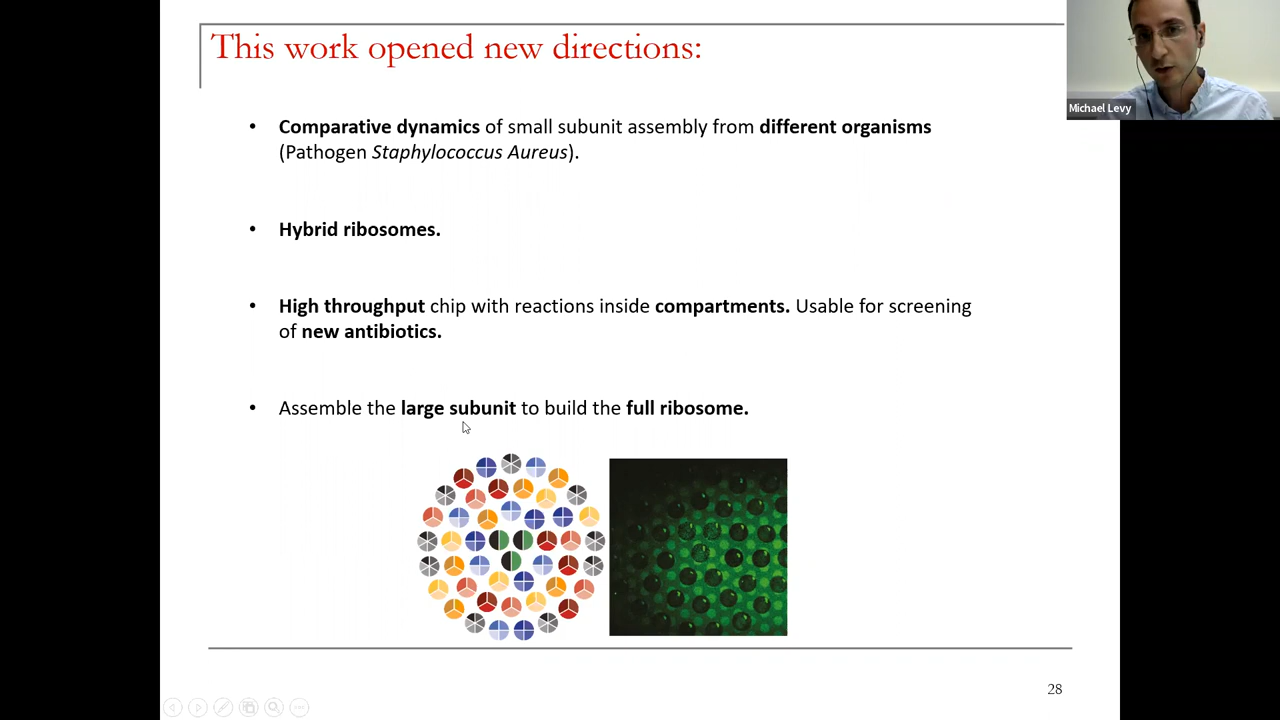 This work opened new directions:
Michael Levy
• Comparative dynamics of small subunit assembly from different organisms
(Pathogen Staphylococcus Aureus).
• Hybrid ribosomes.
• High throughput chip with reactions inside compartments. Usable for screening
of new antibiotics.
• Assemble the large subunit to build the full ribosome.
28